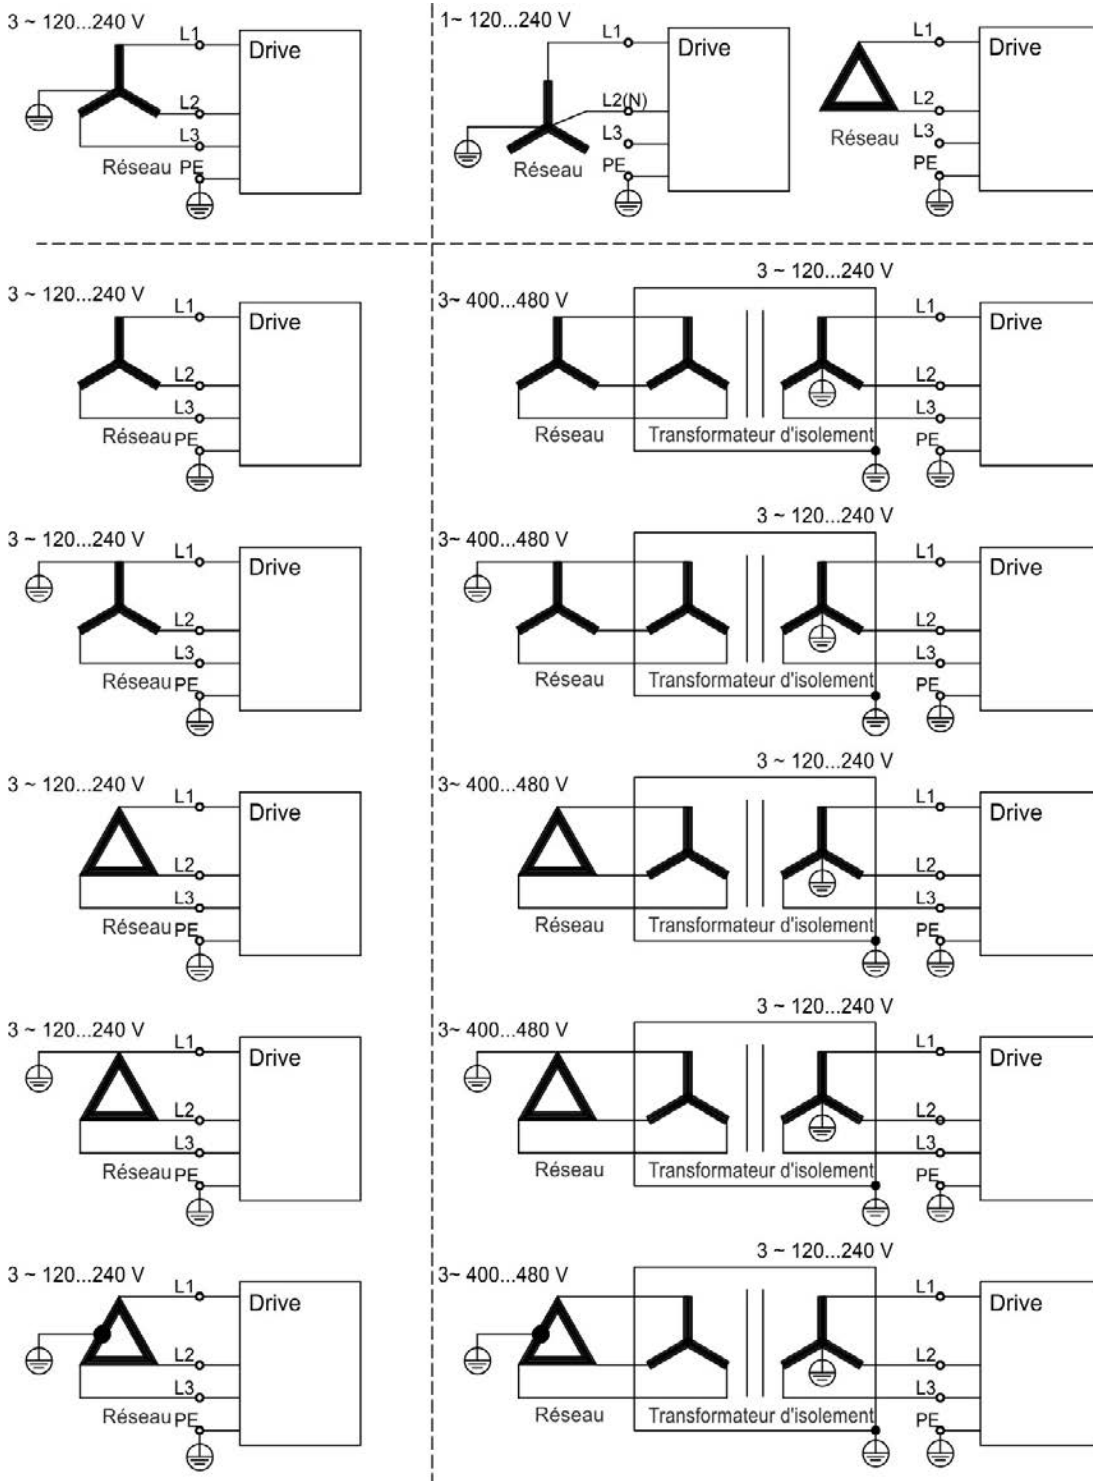 3 ~ 120...240 V
L1
Drive
L2
L3
Réseau PE
1~ 120...240 V
L1
Drive
L2(N)
L3
Réseau PE
L1
Drive
L2
Réseau L3
PE
3 ~ 120...240 V
L1
Drive
L2
L3
Réseau PE
3 ~ 120...240 V
3~ 400...480 V
L1
Drive
L2
L3
Réseau Transformateur d'isolement PE
3 ~ 120...240 V
L1
Drive
L2
L3
Réseau PE
3 ~ 120...240 V
3~ 400...480 V
L1
Drive
L2
L3
Réseau Transformateur d'isolement PE
3 ~ 120...240 V
L1
Drive
L2
L3
Réseau PE
3 ~ 120...240 V
3~ 400...480 V
L1
Drive
L2
L3
Réseau Transformateur d'isolement PE
3 ~ 120...240 V
L1
Drive
L2
L3
Réseau PE
3 ~ 120...240 V
3~ 400...480 V
L1
Drive
L2
L3
Réseau Transformateur d'isolement PE
3 ~ 120...240 V
L1
Drive
L2
L3
Réseau PE
3 ~ 120...240 V
3~ 400...480 V
L1
Drive
L2
L3
Réseau Transformateur d'isolement PE